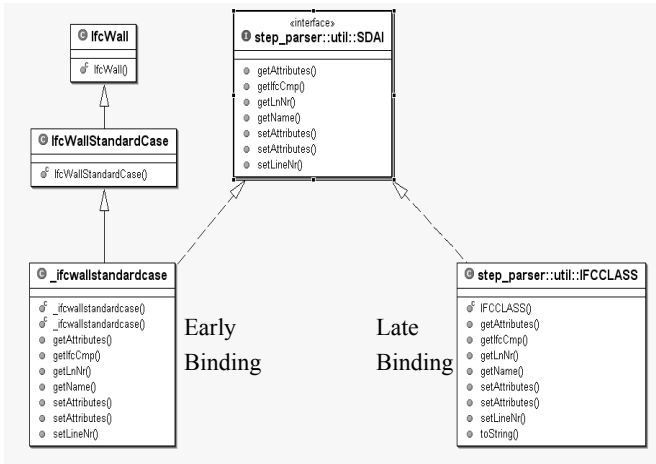 IfcWall
IfcWall()
«interface»
step_parser::util::SDAI
getAttributes()
getIfcCmp()
getLnNr()
getName()
setAttributes()
setAttributes()
setLineNr()
IfcWallStandardCase
IfcWallStandardCase()
_ifcwallstandardcase
_ifcwallstandardcase()
_ifcwallstandardcase()
getAttributes()
getIfcCmp()
getLnNr()
getName()
setAttributes()
setAttributes()
setLineNr()
Early
Binding
Late
Binding
step_parser::util::IFCCLASS
IFCCLASS()
getAttributes()
getIfcCmp()
getLnNr()
getName()
setAttributes()
setAttributes()
setLineNr()
toString()